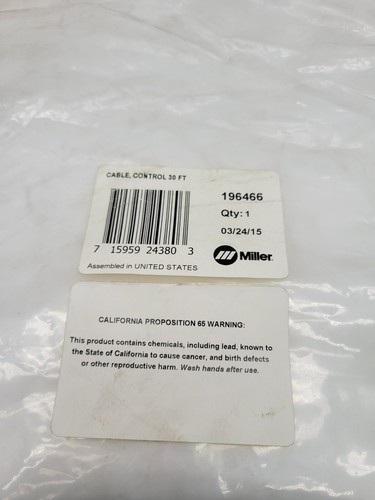 CABLE, CONTROL 30 FT
196466
Qty: 1
03/24/15
7 15959 24380 3
Miller
Assembled in UNITED STATES
CALIFORNIA PROPOSITION 65 WARNING:
This product contains chemicals, including lead, known to
the State of California to cause cancer, and birth defects
or other reproductive harm. Wash hands after use.